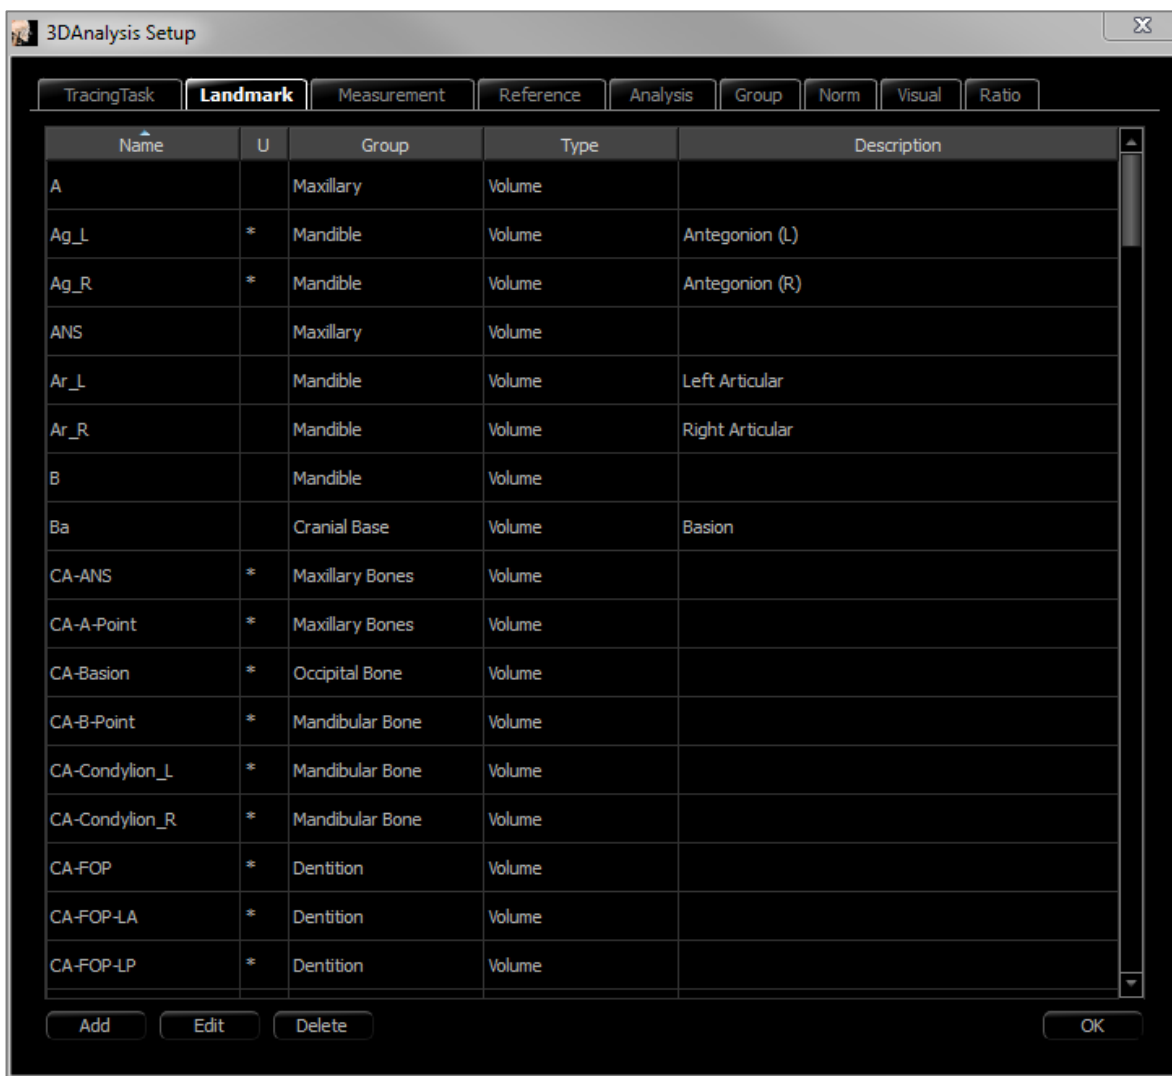 3DAnalysis Setup
TracingTask Landmark Measurement Reference Analysis Group Norm Visual Ratio
Name U Group Type Description
A Maxillary Volume
Ag_L * Mandible Volume Antegonion (L)
Ag_R * Mandible Volume Antegonion (R)
ANS Maxillary Volume
Ar_L Mandible Volume Left Articular
Ar_R Mandible Volume Right Articular
B Mandible Volume
Ba Cranial Base Volume Basion
CA-ANS * Maxillary Bones Volume
CA-A-Point * Maxillary Bones Volume
CA-Basion * Occipital Bone Volume
CA-B-Point * Mandibular Bone Volume
CA-Condylion_L * Mandibular Bone Volume
CA-Condylion_R * Mandibular Bone Volume
CA-FOP * Dentition Volume
CA-FOP-LA * Dentition Volume
CA-FOP-LP * Dentition Volume
Add Edit Delete OK